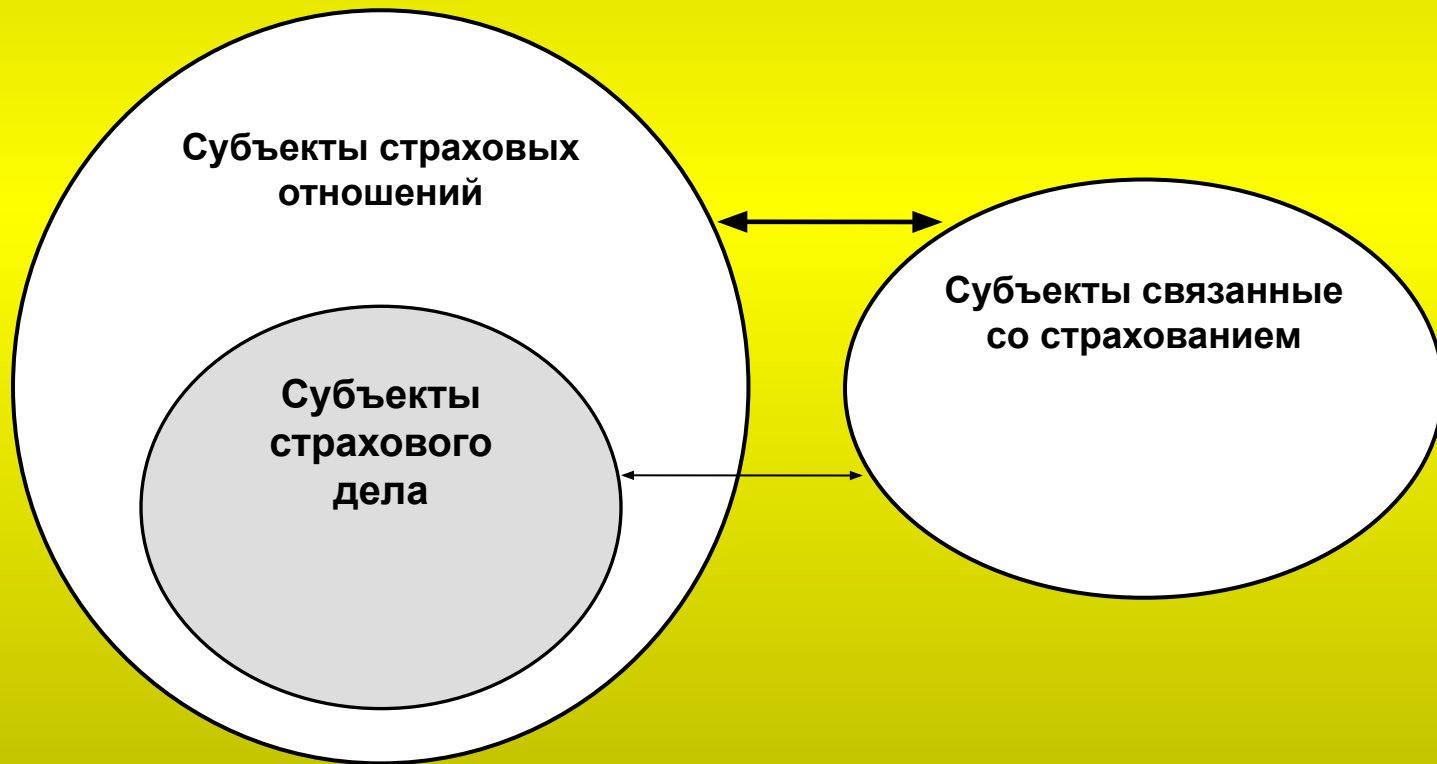 Субъекты страховых
отношений
Субъекты связанные
со страхованием
Субъекты
страхового
дела